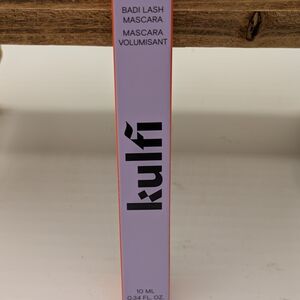 BADI LASH
MASCARA
MASCARA
VOLUMISANT
kulfi
10 ML
0.34 FL. OZ.